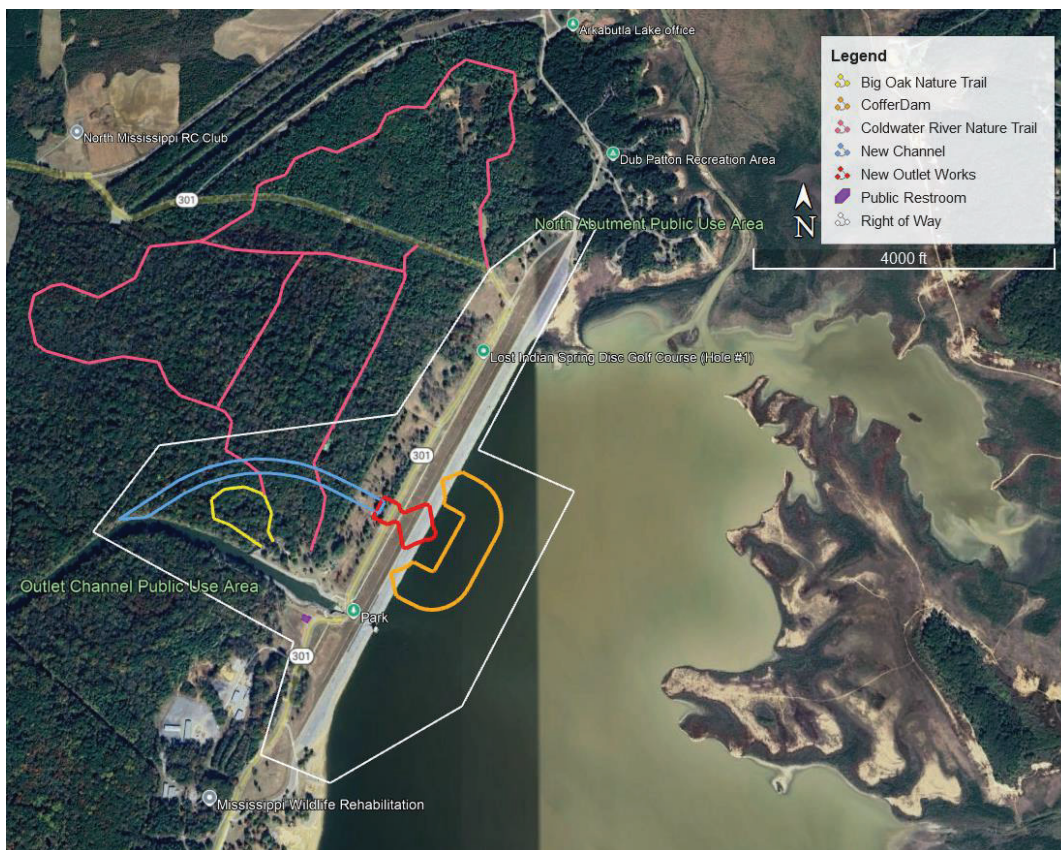 Arkabutla Lake office
North Mississippi RC Club
Dub Patton Recreation Area
301
North Abutment Public Use Area
Legend
Big Oak Nature Trail
CofferDam
Coldwater River Nature Trail
New Channel
New Outlet Works
Public Restroom
Right of Way
N
4000 ft
Lost Indian Spring Disc Golf Course (Hole #1)
301
Outlet Channel Public Use Area
Park
301
Mississippi Wildlife Rehabilitation